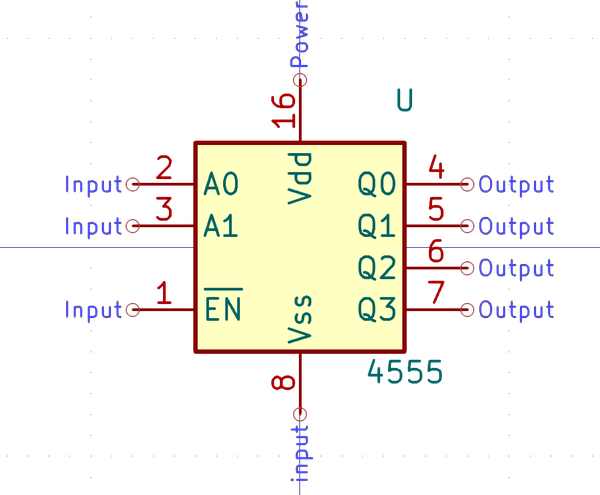 Power
16
U
Vdd
Input 2 A0 Q0 4 Output
Input 3 A1 Q1 5 Output
Q2 6 Output
Input 1 EN Q3 7 Output
Vss
4555
8
input